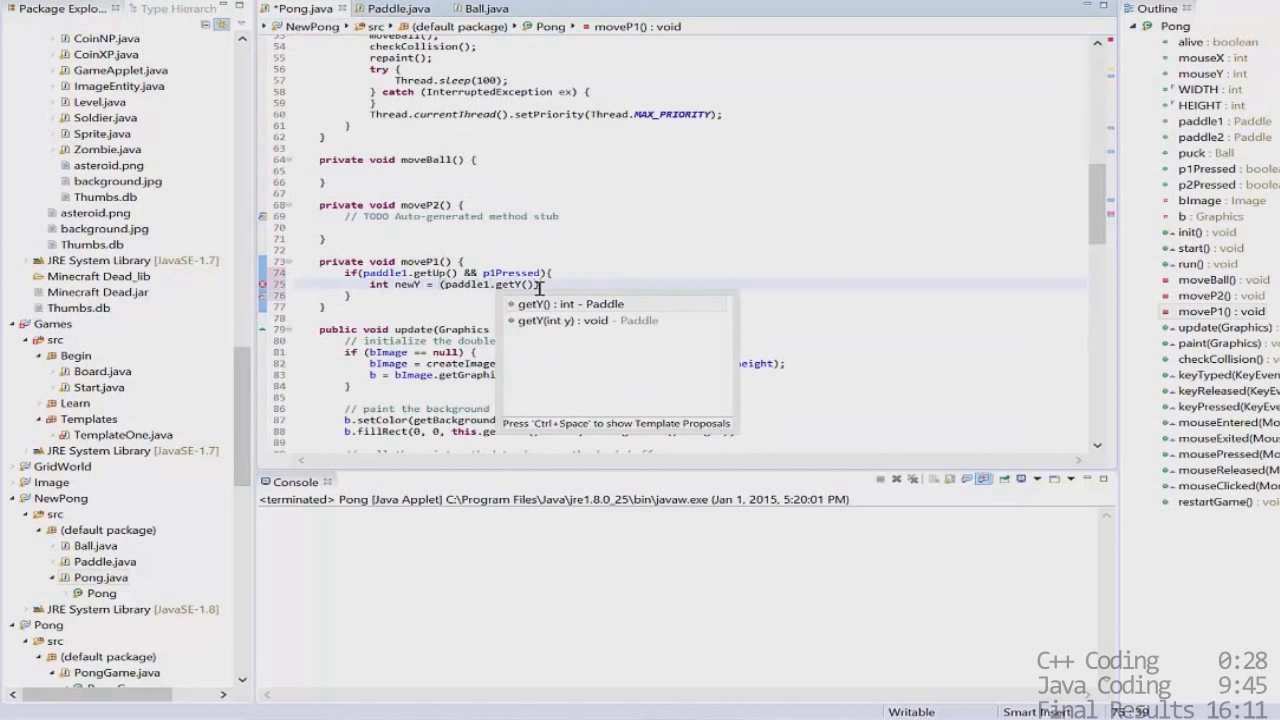 Package Explo...
Type Hierarch
CoinNP.java
CoinXP.java
GameApplet.java
ImageEntity.java
Level.java
Soldier.java
Sprite.java
Zombie.java
asteroid.png
background.jpg
Thumbs.db
asteroid.png
background.jpg
Thumbs.db
JRE System Library [JavaSE-1.7]
Minecraft Dead_lib
Minecraft Dead.jar
Thumbs.db
Games
src
Begin
Board.java
Start.java
Learn
Templates
TemplateOne.java
JRE System Library [JavaSE-1.7]
GridWorld
Image
NewPong
src
(default package)
Ball.java
Paddle.java
Pong.java
Pong
JRE System Library [JavaSE-1.8]
Pong
src
(default package)
PongGame.java
*Pong.java
Paddle.java
Ball.java
NewPong
src
(default package)
Pong
moveP1() : void
53 moveBall();
54 checkCollision();
55 repaint();
56 try {
57 Thread.sleep(100);
58 } catch (InterruptedException ex) {
59 }
60 Thread.currentThread().setPriority(Thread.MAX_PRIORITY);
61 }
62 }
63
64 private void moveBall() {
65
66 }
67
68 private void moveP2() {
69 // TODO Auto-generated method stub
70
71 }
72
73 private void moveP1() {
74 if(paddle1.getUp() && p1Pressed){
75 int newY = (paddle1.getY())
76 }
77 }
78
79 public void update(Graphics
80 // initialize the double
81 if (bImage == null) {
82 bImage = createImage eight);
83 b = bImage.getGraphi
84 }
85
86 // paint the background
87 b.setColor(getBackground
88 b.fillRect(0, 0, this.ge
89
getY() : int - Paddle
getY(int y) : void - Paddle
Press 'Ctrl+Space' to show Template Proposals
Console
<terminated> Pong [Java Applet] C:\Program Files\Java\jre1.8.0_25\bin\javaw.exe (Jan 1, 2015, 5:20:01 PM)
Outline
Pong
alive : boolean
mouseX : int
mouseY : int
WIDTH : int
HEIGHT : int
paddle1 : Paddle
paddle2 : Paddle
puck : Ball
p1Pressed : boolean
p2Pressed : boolean
bImage : Image
b : Graphics
init() : void
start() : void
run() : void
moveBall() : void
moveP2() : void
moveP1() : void
update(Graphics) :
paint(Graphics) : void
checkCollision() : void
keyTyped(KeyEven
keyReleased(KeyE
keyPressed(KeyEve
mouseEntered(Mo
mouseExited(Mo
mousePressed(Mo
mouseReleased(M
mouseClicked(Mou
restartGame() : void
C++ Coding 0:28
Java Coding 9:45
Final Results 16:11
Writable
Smart Insert